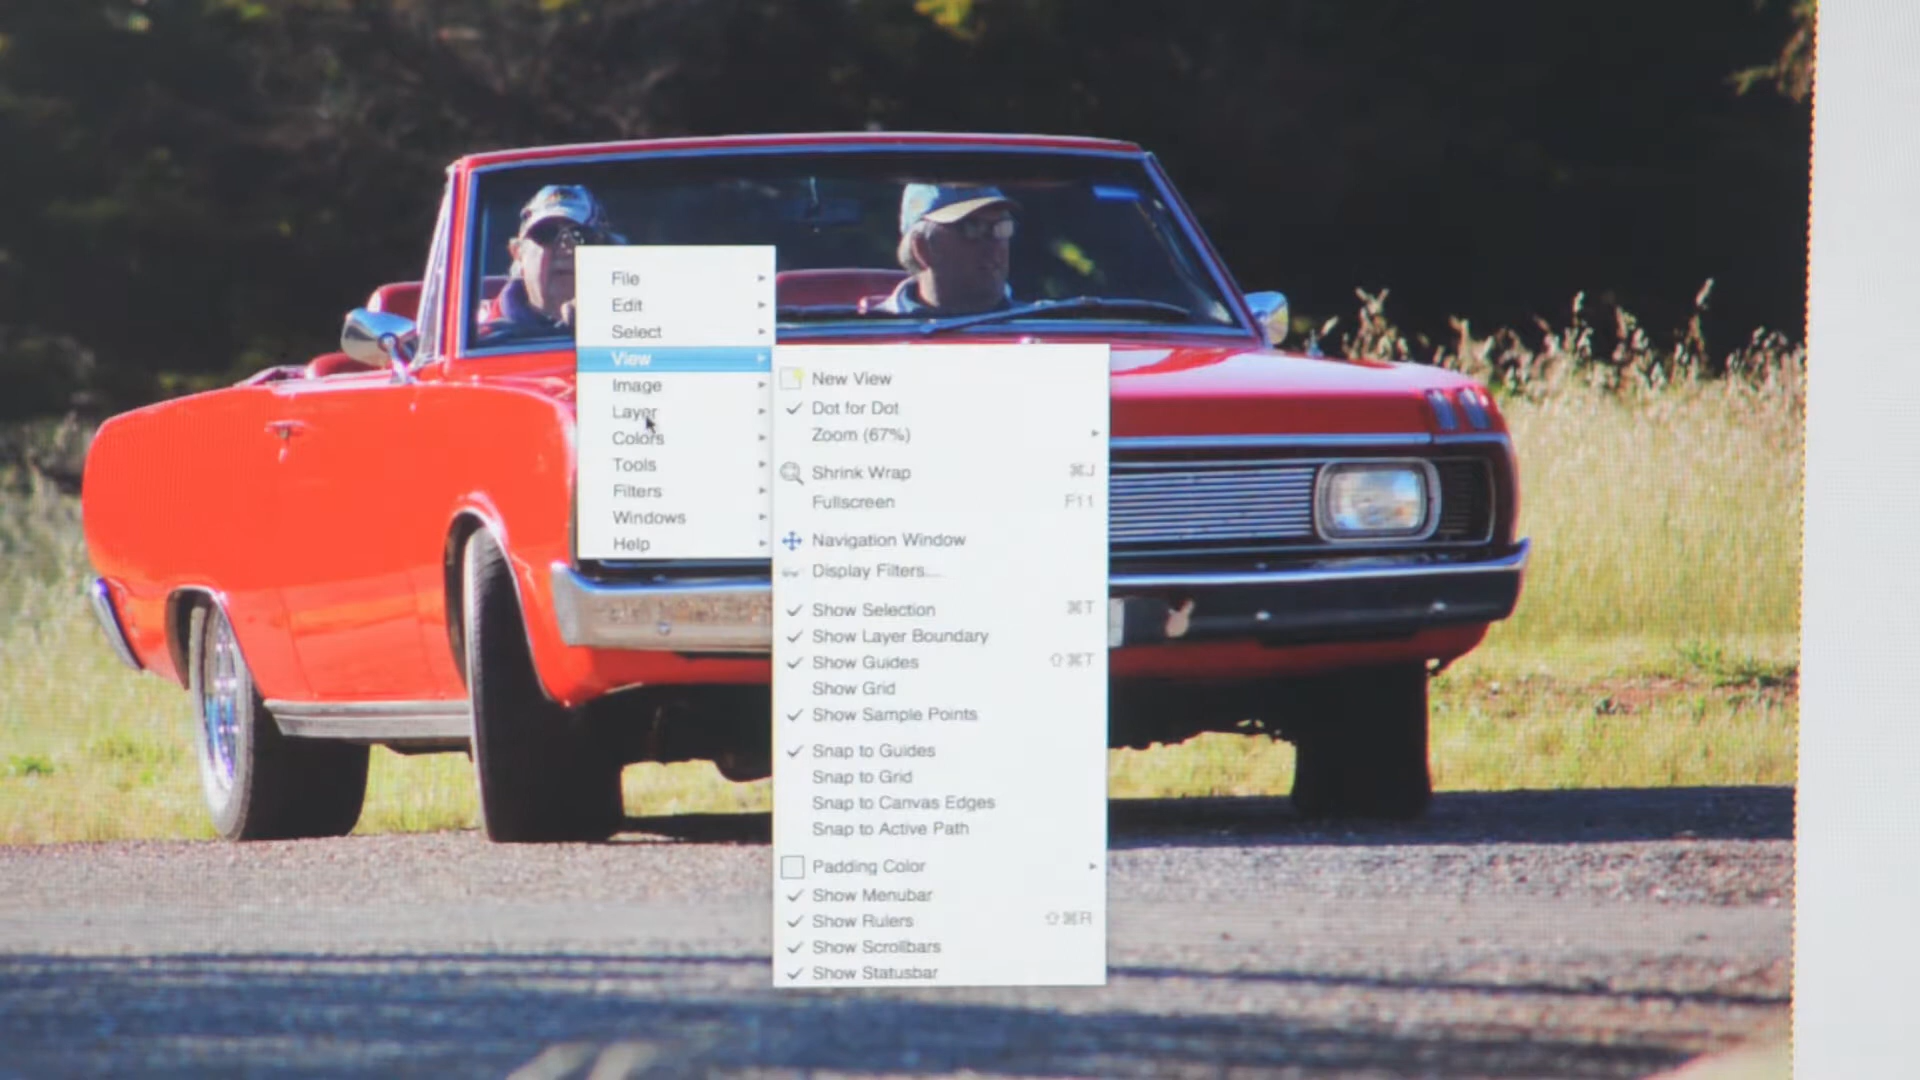 File
Edit
Select
View
Image
Layer
Colors
Tools
Filters
Windows
Help
New View
Dot for Dot
Zoom (67%)
Shrink Wrap ⌘J
Fullscreen F11
Navigation Window
Display Filters...
Show Selection ⌘T
Show Layer Boundary
Show Guides ⇧⌘T
Show Grid
Show Sample Points
Snap to Guides
Snap to Grid
Snap to Canvas Edges
Snap to Active Path
Padding Color
Show Menubar
Show Rulers ⇧⌘R
Show Scrollbars
Show Statusbar